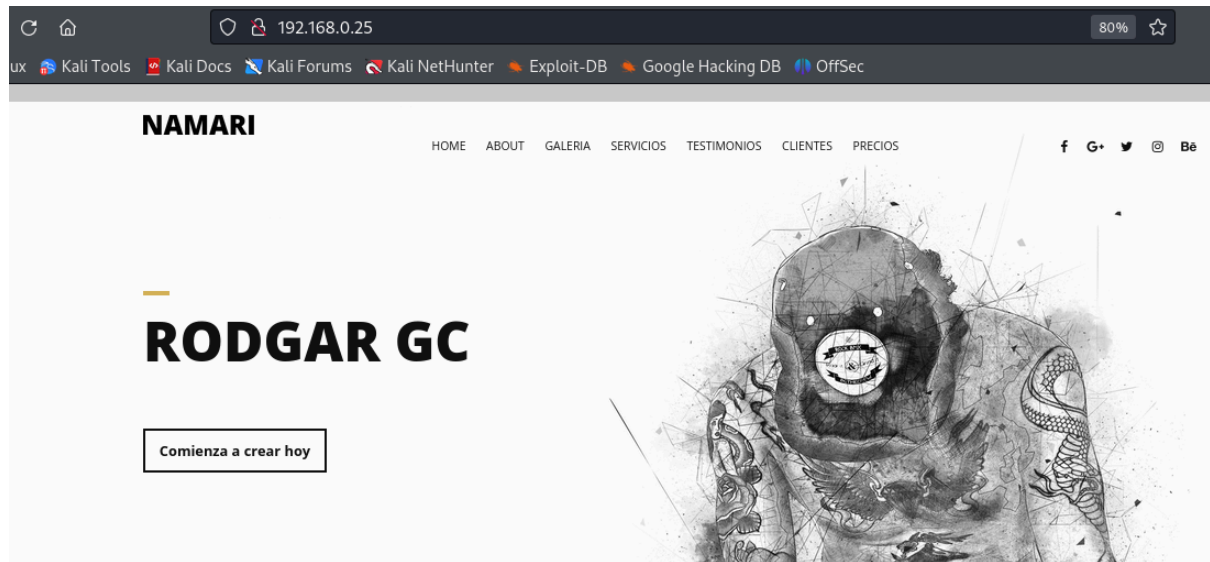 192.168.0.25
80%
ux Kali Tools Kali Docs Kali Forums Kali NetHunter Exploit-DB Google Hacking DB OffSec
NAMARI
HOME ABOUT GALERIA SERVICIOS TESTIMONIOS CLIENTES PRECIOS
G+ Bē
RODGAR GC
Comienza a crear hoy